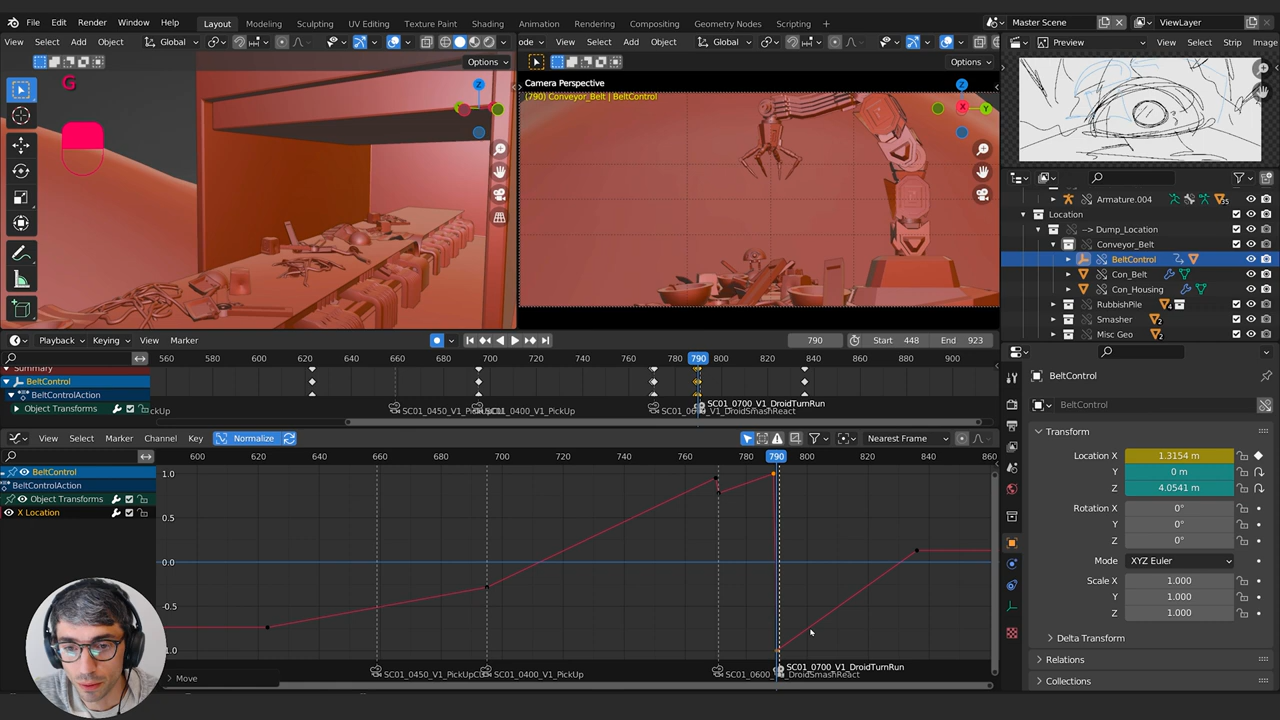 File Edit Render Window Help Layout Modeling Sculpting UV Editing Texture Paint Shading Animation Rendering Compositing Geometry Nodes Scripting + Master Scene ViewLayer
View Select Add Object Global ode View Select Add Object Global Preview View Select Strip Image
G Options Options
Camera Perspective
(790) Conveyor_Belt | BeltControl
Z Z
X Y
Armature.004 35
Location
--> Dump_Location
Conveyor_Belt
BeltControl
Con_Belt
Con_Housing
RubbishPile 4
Smasher 2
Misc Geo 2
Playback Keying View Marker 790 Start 448 End 923
560 600 620 640 660 680 700 720 740 760 780 790 820 840 860 880 900
Summary
BeltControl
BeltControlAction
Object Transforms ckUp SC01_0450_V1_PickUp SC01_0400_V1_PickUp SC01_0700_V1_DroidTurnRun
View Select Marker Channel Key Normalize Nearest Frame
600 620 640 660 680 700 720 740 760 780 790 800 820 840 860
BeltControl 1.0
BeltControlAction
Object Transforms
X Location
0.5
0.0
-0.5
1.0
SC01_0700_V1_DroidTurnRun
SC01_0450_V1_PickUpCU SC01_0400_V1_PickUp SC01_0600_V1_DroidSmashReact
Move
BeltControl
BeltControl
Transform
Location X 1.3154 m
Y 0 m
Z 4.0541 m
Rotation X 0°
Y 0°
Z 0°
Mode XYZ Euler
Scale X 1.000
Y 1.000
Z 1.000
Delta Transform
Relations
Collections